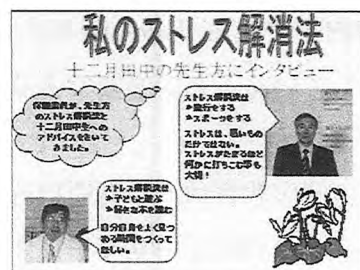 私のストレス解消法
十二月田中の先生方にインタビュー
保健委員が、先生方
のストレス解消法と
十二月田中生への
アドバイスをきいて
きました。
ストレス解消法は
スポーツをする
ストレスは、悪いもの
だけではない。
ストレスがたまるほど
何かに打ちこむ事も
大切！
ストレス解消法は
子どもと遊ぶ
好きな本を読む
自分自身をよく見つ
める時間をつくって
ほしい。